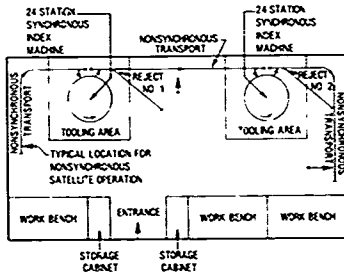 24 STATION
SYNCHRONOUS
INDEX
MACHINE
NONSYNCHRONOUS
TRANSPORT
24 STATION
SYNCHRONOUS
INDEX
MACHINE
REJECT
NO 1
REJECT
NO 2
TOOLING AREA
TOOLING AREA
NONSYNCHRONOUS
TRANSPORT
NONSYNCHRONOUS
TRANSPORT
TYPICAL LOCATION FOR
NONSYNCHRONOUS
SATELLITE OPERATION
WORK BENCH
ENTRANCE
WORK BENCH
WORK BENCH
STORAGE
CABINET
STORAGE
CABINET